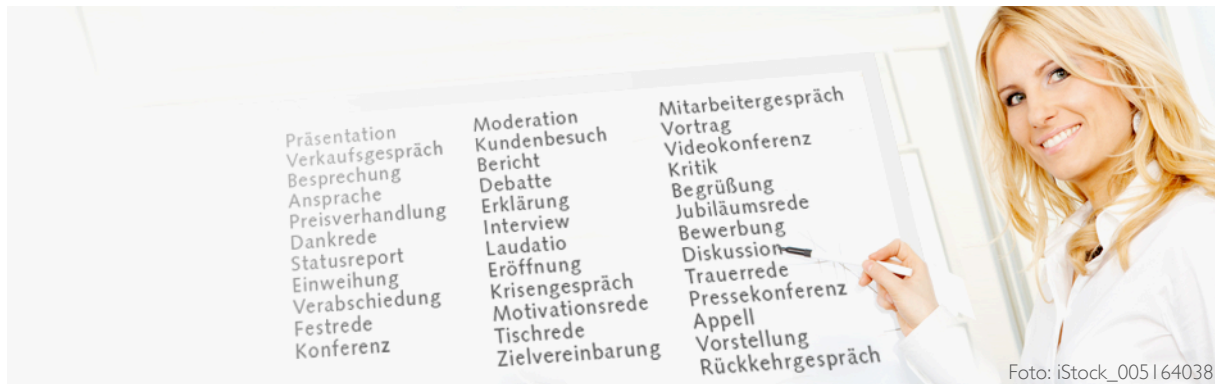 Präsentation
Verkaufsgespräch
Besprechung
Ansprache
Preisverhandlung
Dankrede
Statusreport
Einweihung
Verabschiedung
Festrede
Konferenz
Moderation
Kundenbesuch
Bericht
Debatte
Erklärung
Interview
Laudatio
Eröffnung
Krisengespräch
Motivationsrede
Tischrede
Zielvereinbarung
Mitarbeitergespräch
Vortrag
Videokonferenz
Kritik
Begrüßung
Jubiläumsrede
Bewerbung
Diskussion
Trauerrede
Pressekonferenz
Appell
Vorstellung
Rückkehrgespräch
Foto: iStock_005164038